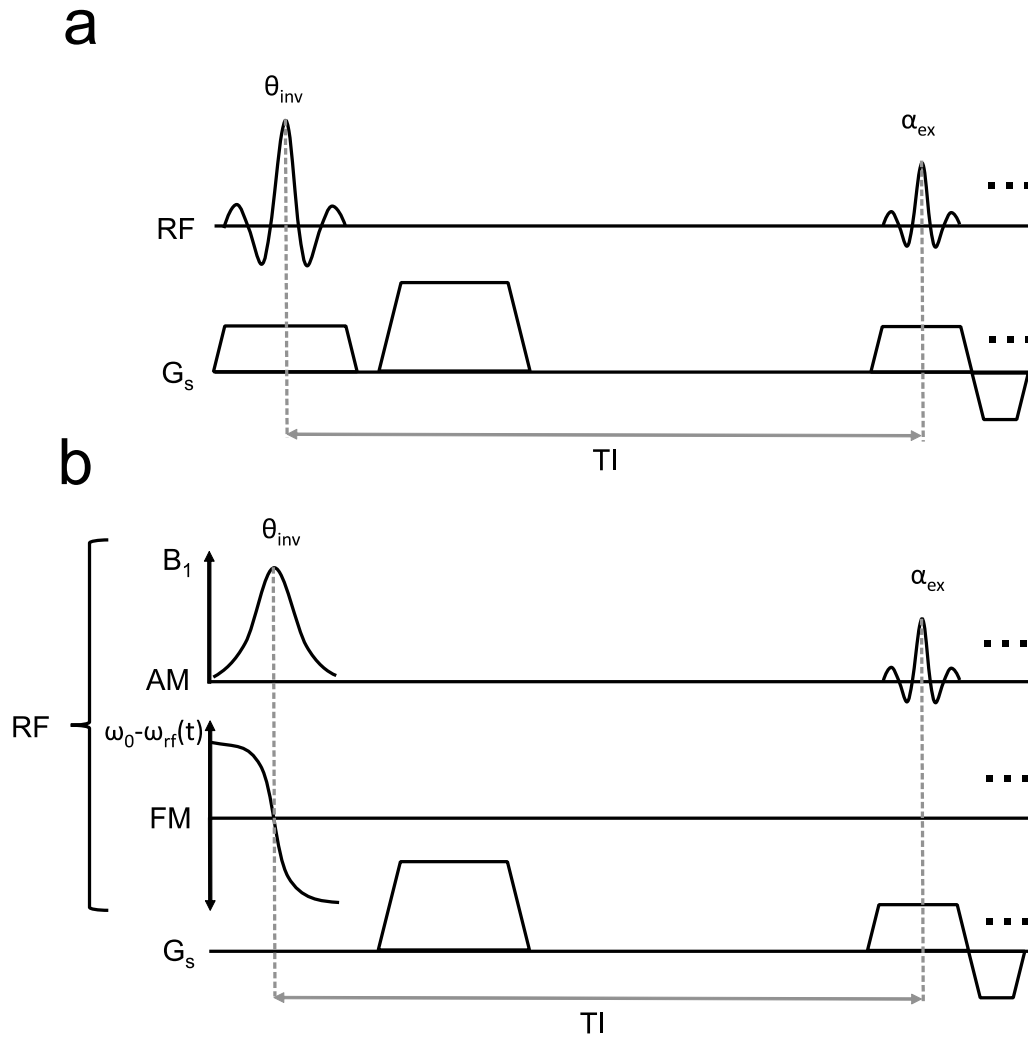 a
θinv
αex
RF
Gs
TI
b
θinv
B1
αex
AM
RF
ω0-ωrf(t)
FM
Gs
TI